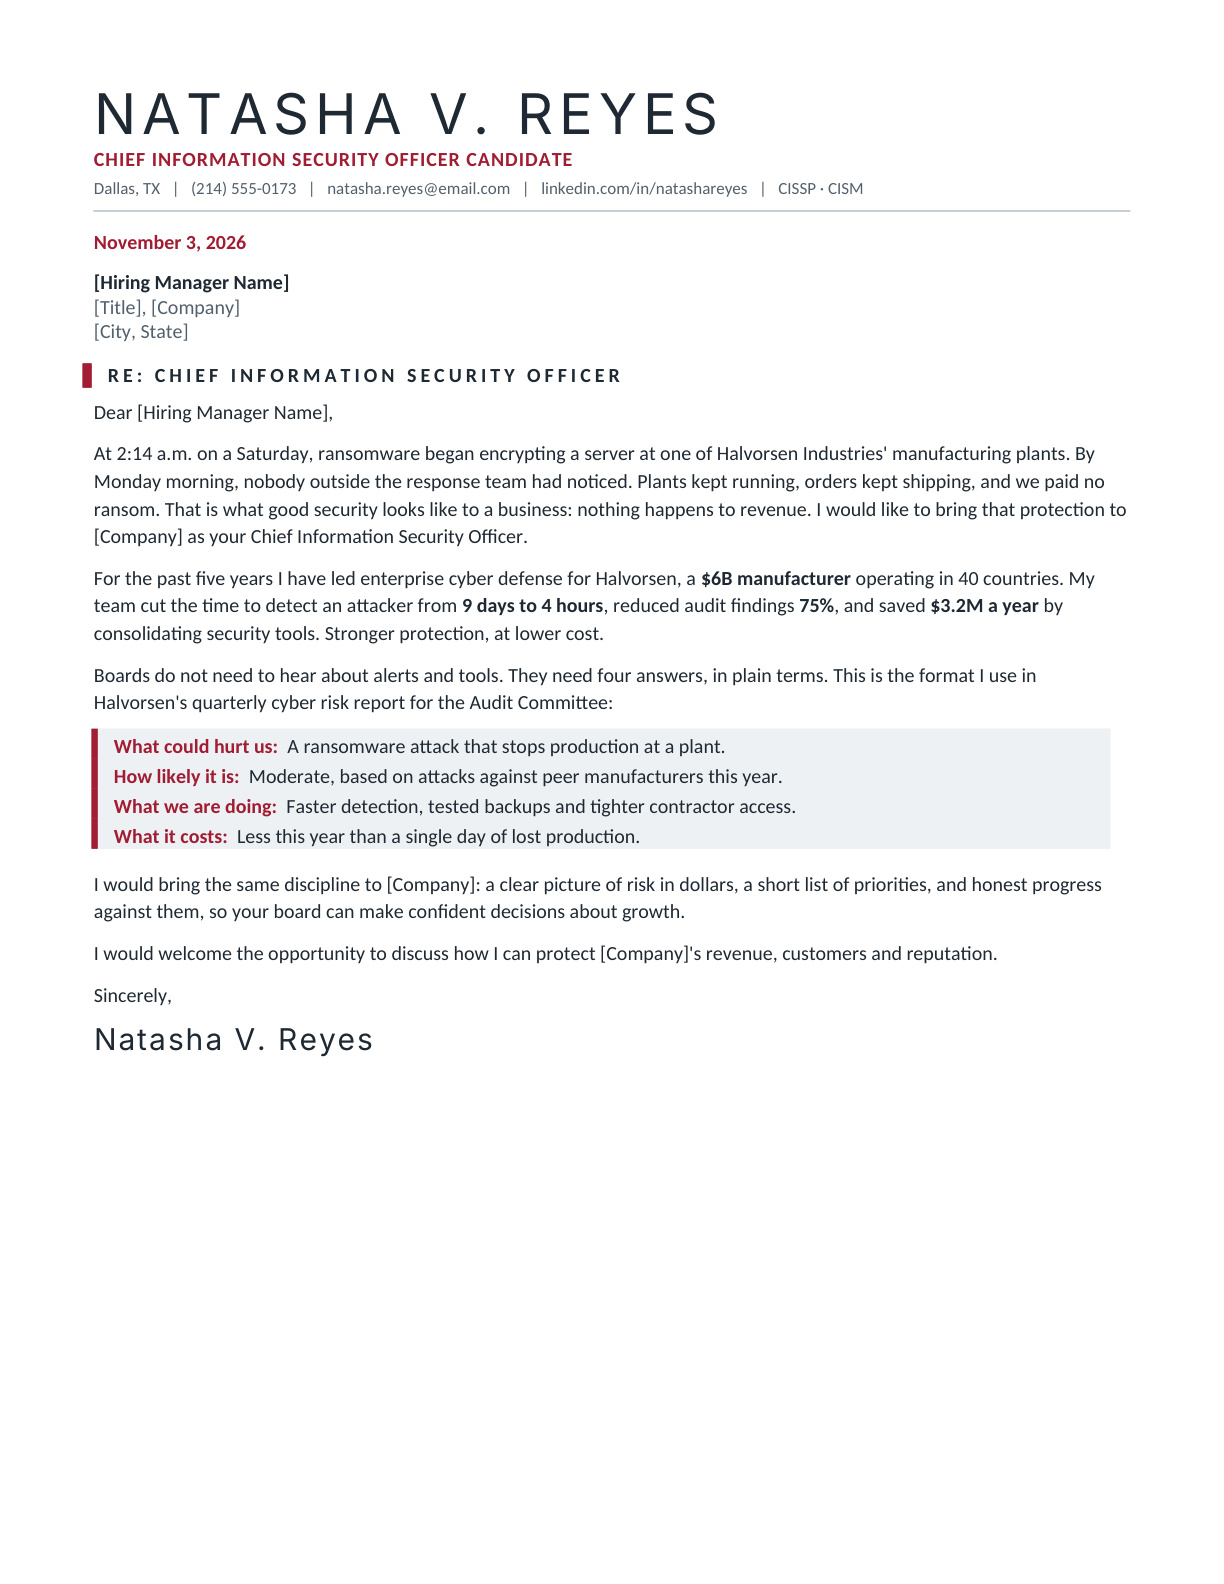 NATASHA V. REYES
CHIEF INFORMATION SECURITY OFFICER CANDIDATE
Dallas, TX | (214) 555-0173 | natasha.reyes@email.com | linkedin.com/in/natashareyes | CISSP · CISM
November 3, 2026
[Hiring Manager Name]
[Title], [Company]
[City, State]
RE: CHIEF INFORMATION SECURITY OFFICER
Dear [Hiring Manager Name],
At 2:14 a.m. on a Saturday, ransomware began encrypting a server at one of Halvorsen Industries' manufacturing plants. By
Monday morning, nobody outside the response team had noticed. Plants kept running, orders kept shipping, and we paid no
ransom. That is what good security looks like to a business: nothing happens to revenue. I would like to bring that protection to
[Company] as your Chief Information Security Officer.
For the past five years I have led enterprise cyber defense for Halvorsen, a $6B manufacturer operating in 40 countries. My
team cut the time to detect an attacker from 9 days to 4 hours, reduced audit findings 75%, and saved $3.2M a year by
consolidating security tools. Stronger protection, at lower cost.
Boards do not need to hear about alerts and tools. They need four answers, in plain terms. This is the format I use in
Halvorsen's quarterly cyber risk report for the Audit Committee:
What could hurt us: A ransomware attack that stops production at a plant.
How likely it is: Moderate, based on attacks against peer manufacturers this year.
What we are doing: Faster detection, tested backups and tighter contractor access.
What it costs: Less this year than a single day of lost production.
I would bring the same discipline to [Company]: a clear picture of risk in dollars, a short list of priorities, and honest progress
against them, so your board can make confident decisions about growth.
I would welcome the opportunity to discuss how I can protect [Company]'s revenue, customers and reputation.
Sincerely,
Natasha V. Reyes